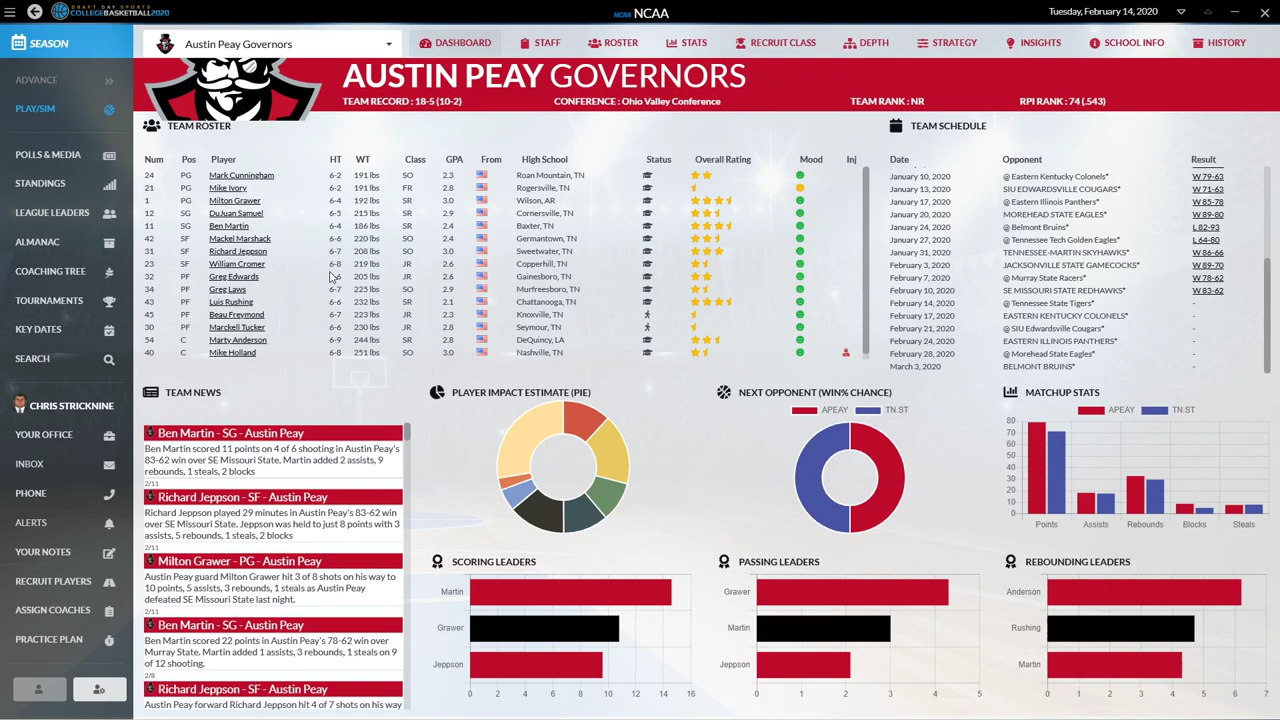 DRAFT DAY SPORTS
COLLEGEBASKETBALL2020
NCAA NCAA
Tuesday, February 14, 2020
SEASON
Austin Peay Governors
DASHBOARD STAFF ROSTER STATS RECRUIT CLASS DEPTH STRATEGY INSIGHTS SCHOOL INFO HISTORY
ADVANCE
PLAY/SIM
POLLS & MEDIA
STANDINGS
LEAGUE LEADERS
ALMANAC
COACHING TREE
TOURNAMENTS
KEY DATES
SEARCH
CHRIS STRICKNINE
YOUR OFFICE
INBOX
PHONE
ALERTS
YOUR NOTES
RECRUIT PLAYERS
ASSIGN COACHES
PRACTICE PLAN
AUSTIN PEAY GOVERNORS
TEAM RECORD : 18-5 (10-2) CONFERENCE : Ohio Valley Conference TEAM RANK : NR RPI RANK : 74 (.543)
TEAM ROSTER
Num Pos Player HT WT Class GPA From High School Status Overall Rating Mood Inj
24 PG Mark Cunningham 6-2 191 lbs SO 2.3 Roan Mountain, TN
21 PG Mike Ivory 6-2 191 lbs FR 2.8 Rogersville, TN
1 PG Milton Grawer 6-4 192 lbs SR 3.0 Wilson, AR
12 SG DuJuan Samuel 6-5 215 lbs SR 2.9 Cornersville, TN
11 SG Ben Martin 6-4 186 lbs SR 2.4 Baxter, TN
42 SF Mackel Marshack 6-6 220 lbs SO 2.4 Germantown, TN
31 SF Richard Jeppson 6-7 208 lbs SO 3.0 Sweetwater, TN
23 SF William Cromer 6-8 219 lbs JR 2.6 Copperhill, TN
32 PF Greg Edwards 6 205 lbs JR 2.6 Gainesboro, TN
34 PF Greg Laws 6-7 225 lbs SO 2.9 Murfreesboro, TN
43 PF Luis Rushing 6-6 232 lbs SR 2.1 Chattanooga, TN
45 PF Beau Freymond 6-7 223 lbs JR 2.3 Knoxville, TN
30 PF Marckell Tucker 6-6 230 lbs JR 2.8 Seymour, TN
54 C Marty Anderson 6-9 244 lbs SR 2.8 DeQuincy, LA
40 C Mike Holland 6-8 251 lbs SO 3.0 Nashville, TN
TEAM SCHEDULE
Date Opponent Result
January 10, 2020 @ Eastern Kentucky Colonels* W 79-63
January 13, 2020 SIU EDWARDSVILLE COUGARS* W 71-63
January 17, 2020 @ Eastern Illinois Panthers* W 85-78
January 20, 2020 MOREHEAD STATE EAGLES* W 89-80
January 24, 2020 @ Belmont Bruins* L 82-93
January 27, 2020 @ Tennessee Tech Golden Eagles* L 64-80
January 31, 2020 TENNESSEE-MARTIN SKYHAWKS* W 86-66
February 3, 2020 JACKSONVILLE STATE GAMECOCKS* W 89-70
February 7, 2020 @ Murray State Racers* W 78-62
February 10, 2020 SE MISSOURI STATE REDHAWKS* W 83-62
February 14, 2020 @ Tennessee State Tigers* -
February 17, 2020 EASTERN KENTUCKY COLONELS* -
February 21, 2020 @ SIU Edwardsville Cougars* -
February 24, 2020 EASTERN ILLINOIS PANTHERS* -
February 28, 2020 @ Morehead State Eagles* -
March 3, 2020 BELMONT BRUINS* -
TEAM NEWS
Ben Martin - SG - Austin Peay
Ben Martin scored 11 points on 4 of 6 shooting in Austin Peay's
83-62 win over SE Missouri State. Martin added 2 assists, 9
rebounds, 1 steals, 2 blocks
2/11
Richard Jeppson - SF - Austin Peay
Richard Jeppson played 29 minutes in Austin Peay's 83-62 win
over SE Missouri State. Jeppson was held to just 8 points with 3
assists, 5 rebounds, 1 steals, 2 blocks
2/11
Milton Grawer - PG - Austin Peay
Austin Peay guard Milton Grawer hit 3 of 8 shots on his way to
10 points, 5 assists, 3 rebounds, 1 steals as Austin Peay
defeated SE Missouri State last night.
2/11
Ben Martin - SG - Austin Peay
Ben Martin scored 22 points in Austin Peay's 78-62 win over
Murray State. Martin added 1 assists, 3 rebounds, 1 steals on 9
of 12 shooting.
2/8
Richard Jeppson - SF - Austin Peay
Austin Peay forward Richard Jeppson hit 4 of 7 shots on his way
PLAYER IMPACT ESTIMATE (PIE)
NEXT OPPONENT (WIN% CHANCE)
APEAY TN.ST
MATCHUP STATS
APEAY TN.ST
80
70
60
50
40
30
20
10
0
Points Assists Rebounds Blocks Steals
SCORING LEADERS
Martin
Grawer
Jeppson
0 2 4 6 8 10 12 14 16
PASSING LEADERS
Grawer
Martin
Jeppson
0 1 2 3 4 5
REBOUNDING LEADERS
Anderson
Rushing
Martin
0 1 2 3 4 5 6 7